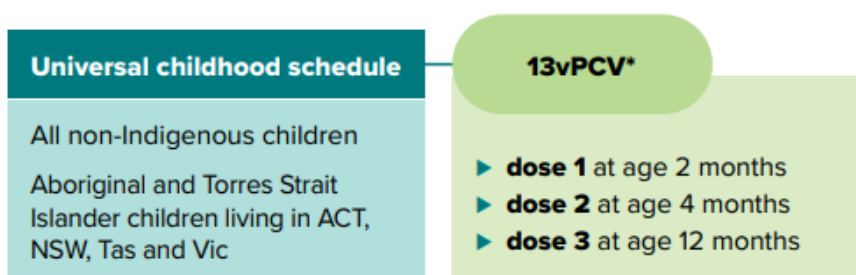 Universal childhood schedule
All non-Indigenous children
Aboriginal and Torres Strait
Islander children living in ACT,
NSW, Tas and Vic
13vPCV*
▶ dose 1 at age 2 months
▶ dose 2 at age 4 months
▶ dose 3 at age 12 months